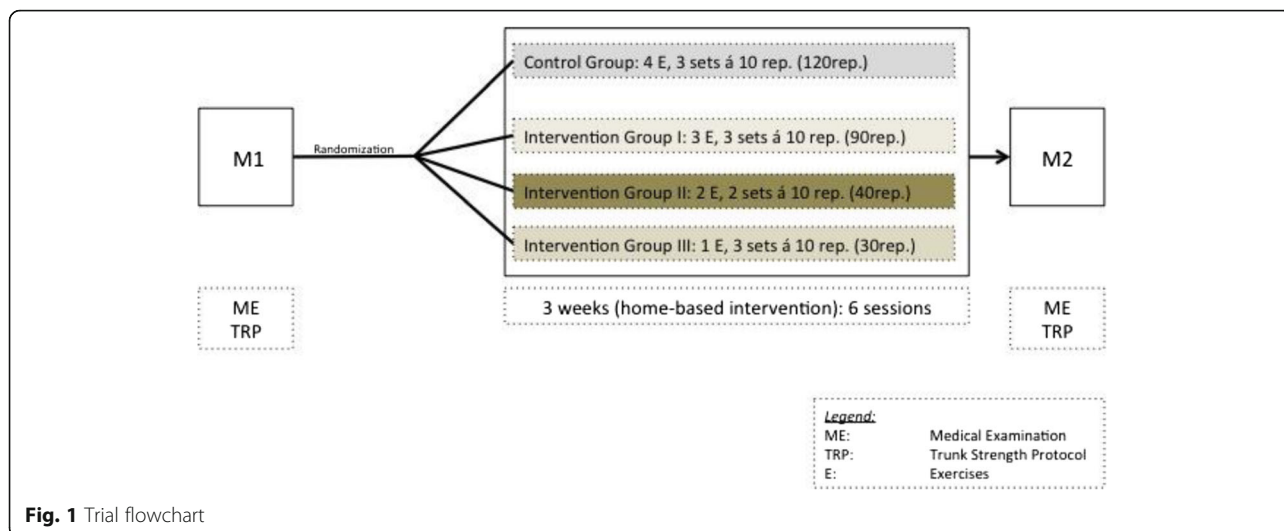 M1
Randomization
Control Group: 4 E, 3 sets á 10 rep. (120rep.)
Intervention Group I: 3 E, 3 sets á 10 rep. (90rep.)
Intervention Group II: 2 E, 2 sets á 10 rep. (40rep.)
Intervention Group III: 1 E, 3 sets á 10 rep. (30rep.)
M2
ME
TRP
3 weeks (home-based intervention): 6 sessions
ME
TRP
Legend:
ME: Medical Examination
TRP: Trunk Strength Protocol
E: Exercises
Fig. 1 Trial flowchart